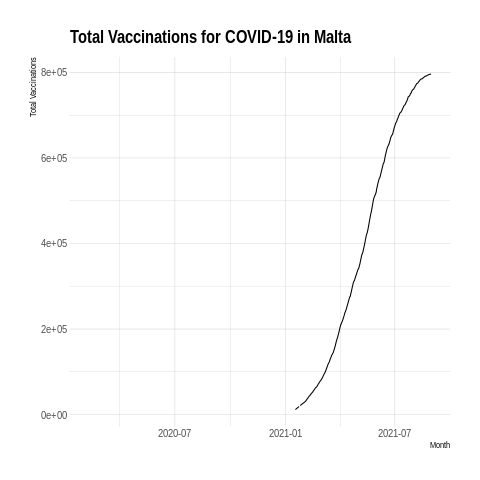 Total Vaccinations for COVID-19 in Malta
Total Vaccinations
8e+05
6e+05
4e+05
2e+05
0e+00
2020-07
2021-01
2021-07
Month